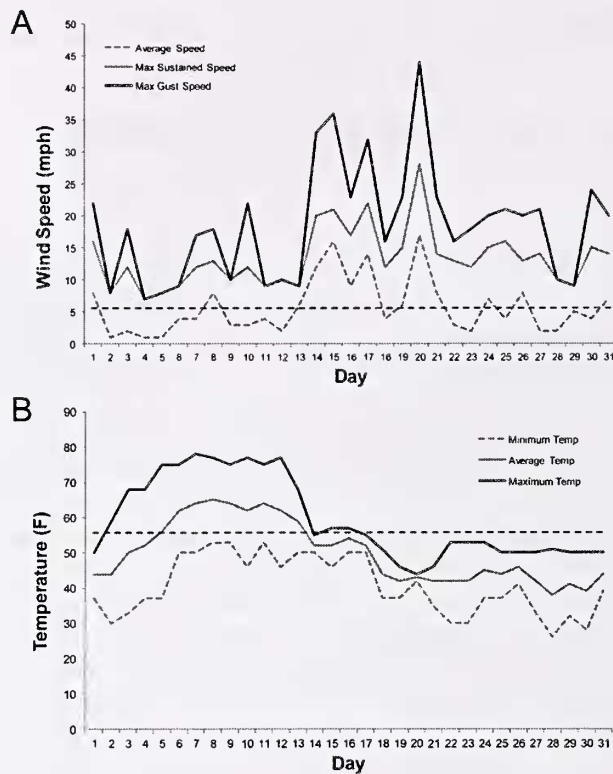 A
Wind Speed (mph)
50
45
40
35
30
25
20
15
10
5
0
Average Speed
Max Sustained Speed
Max Gust Speed
1 2 3 4 5 6 7 8 9 10 11 12 13 14 15 16 17 18 19 20 21 22 23 24 25 26 27 28 29 30 31
Day
B
Temperature (F)
90
80
70
60
50
40
30
20
10
0
Minimum Temp
Average Temp
Maximum Temp
1 2 3 4 5 6 7 8 9 10 11 12 13 14 15 16 17 18 19 20 21 22 23 24 25 26 27 28 29 30 31
Day